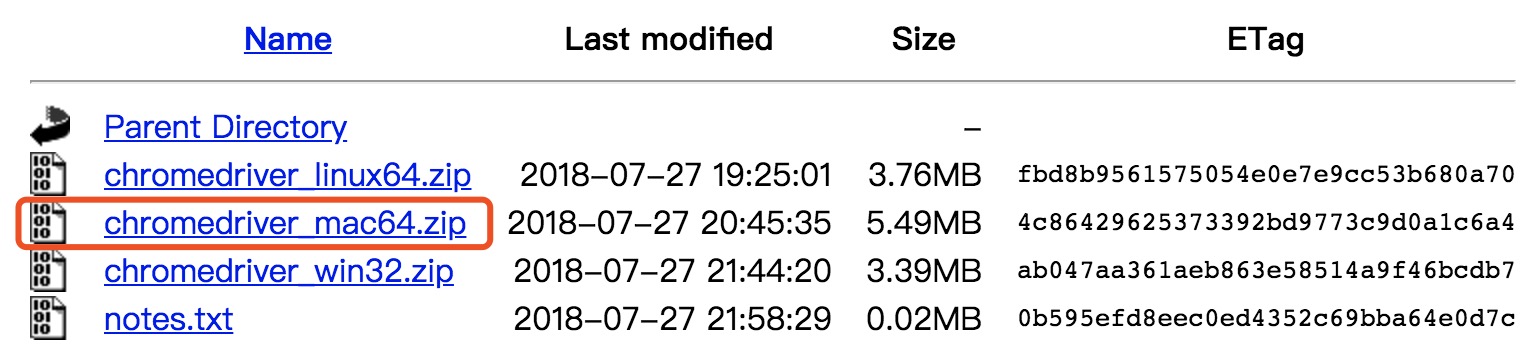 Name Last modified Size ETag
Parent Directory –
chromedriver_linux64.zip 2018–07–27 19:25:01 3.76MB fbd8b9561575054e0e7e9cc53b680a70
chromedriver_mac64.zip 2018–07–27 20:45:35 5.49MB 4c86429625373392bd9773c9d0a1c6a4
chromedriver_win32.zip 2018–07–27 21:44:20 3.39MB ab047aa361aeb863e58514a9f46bcdb7
notes.txt 2018–07–27 21:58:29 0.02MB 0b595efd8eec0ed4352c69bba64e0d7c